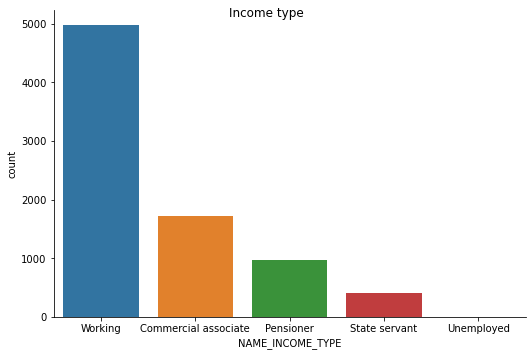 Income type
5000
4000
3000
2000
1000
0
count
Working Commercial associate Pensioner State servant Unemployed
NAME_INCOME_TYPE